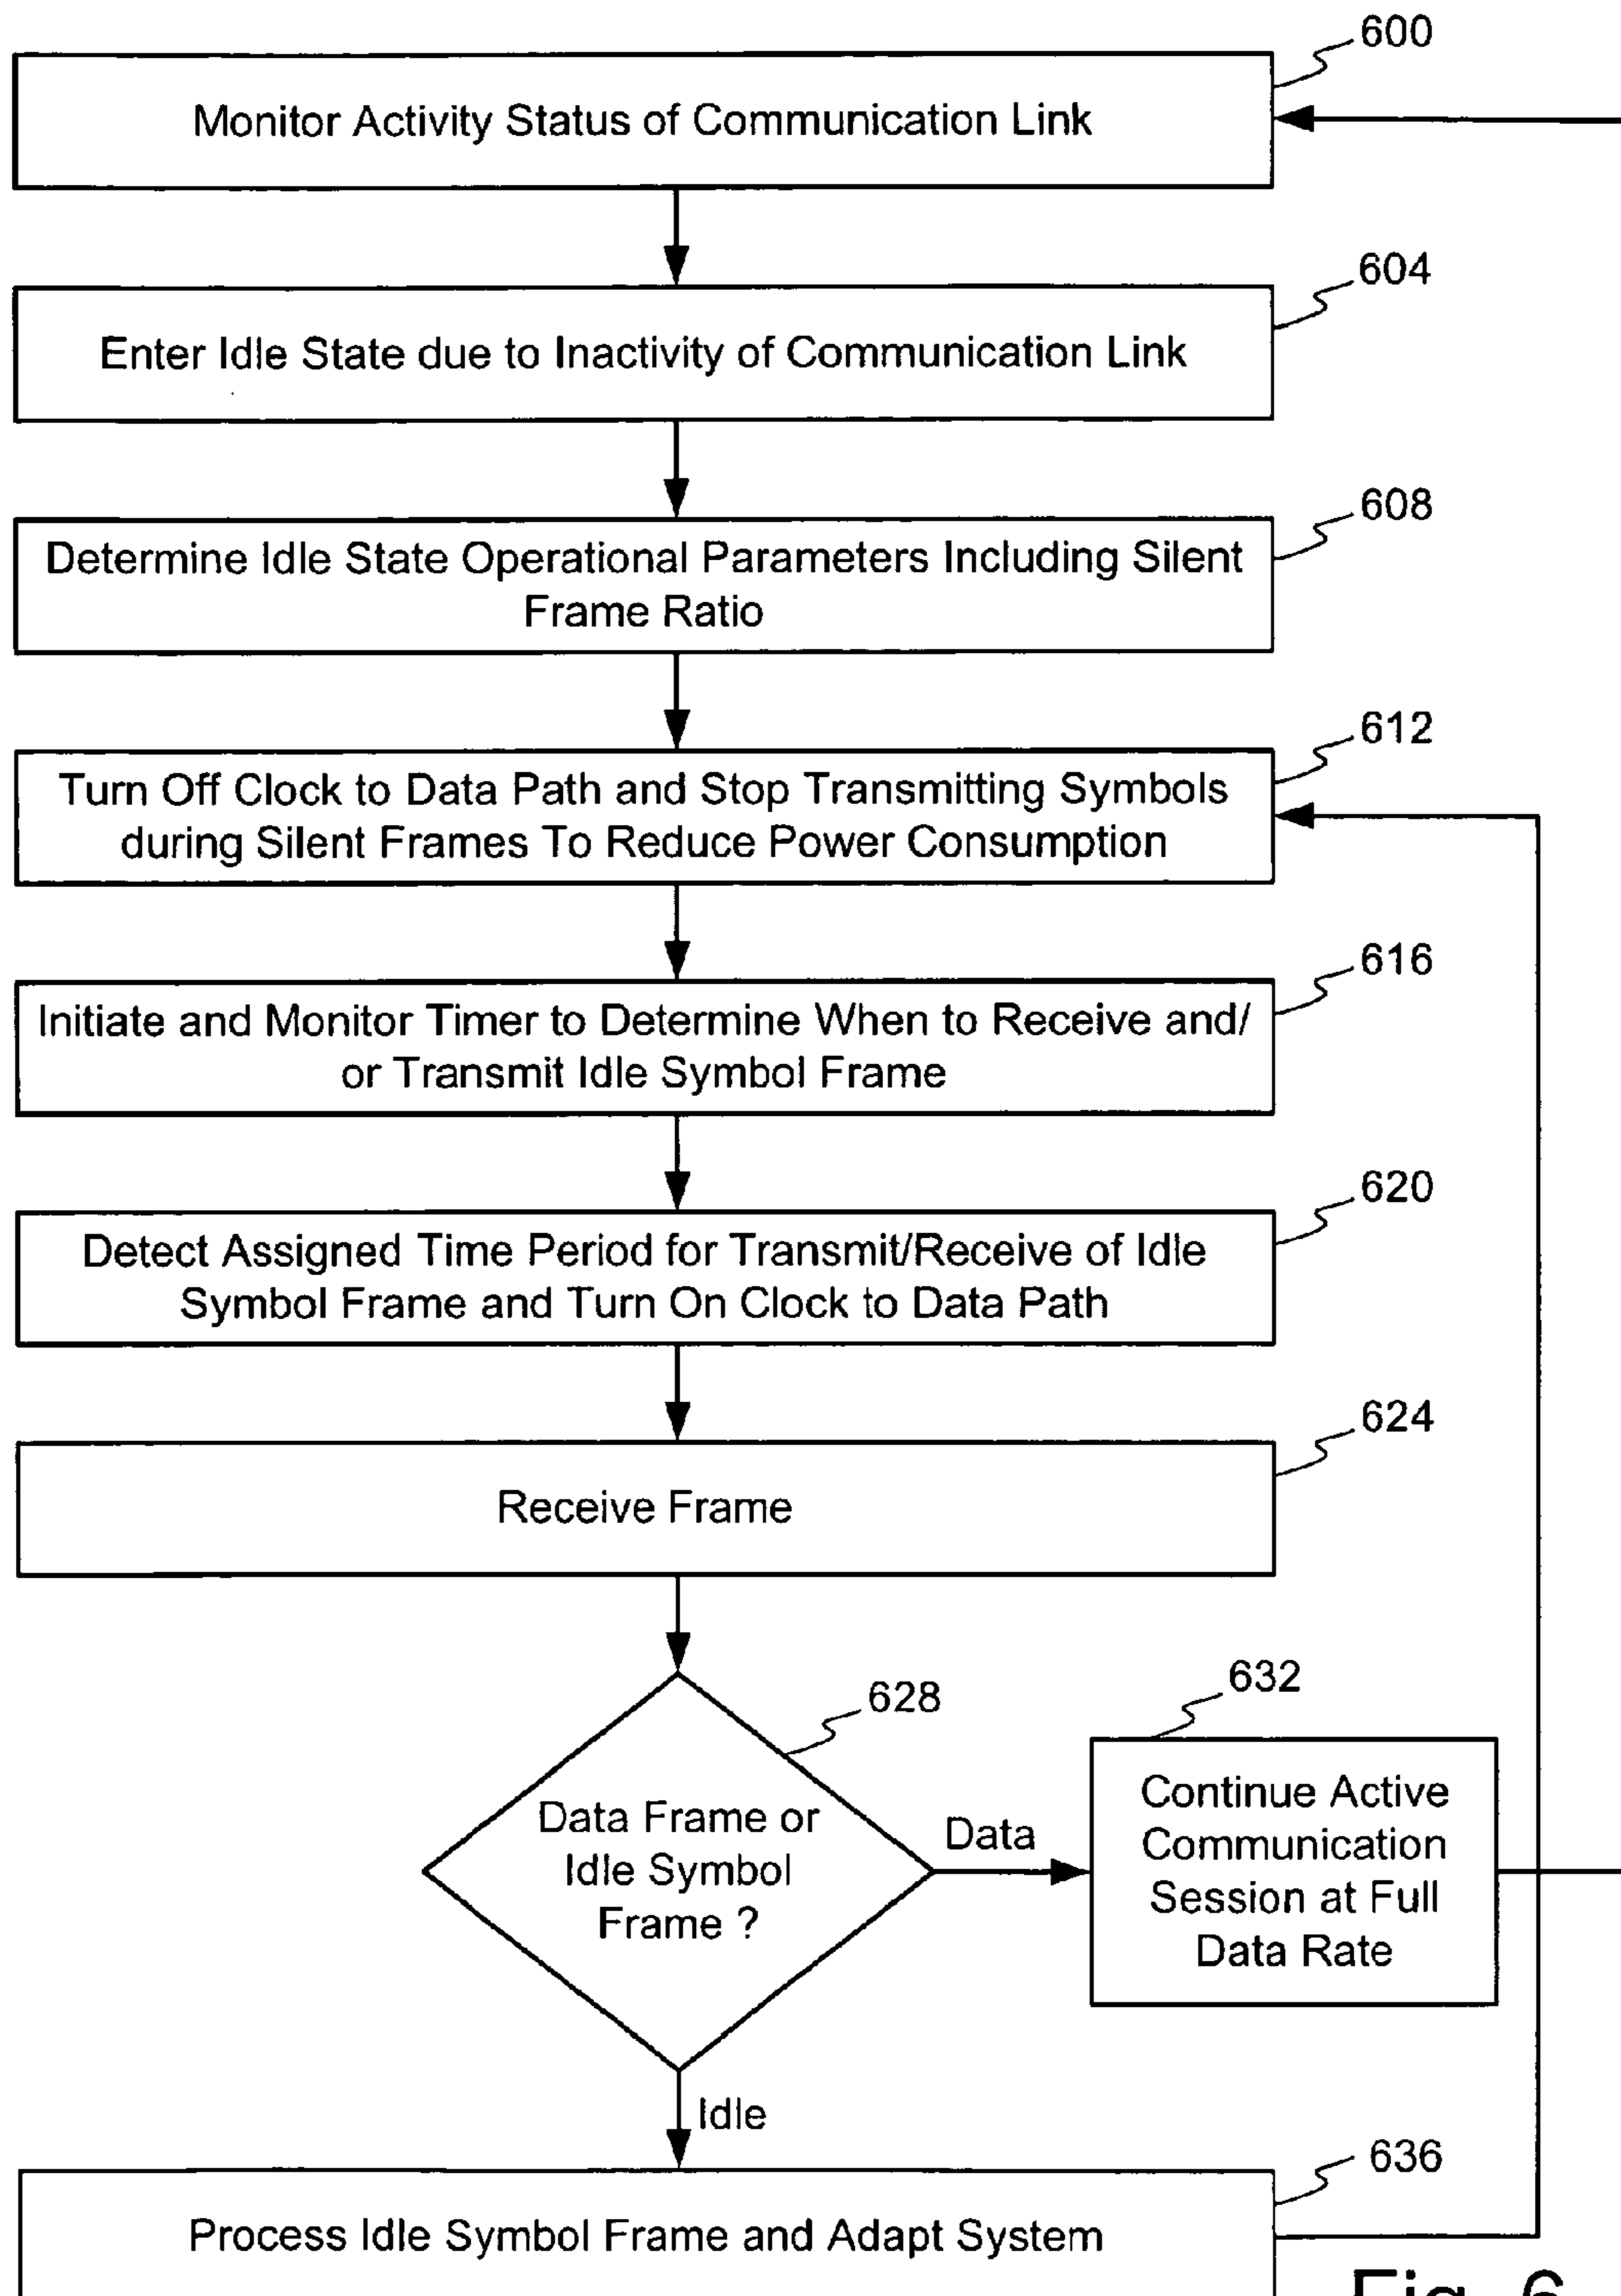 600
Monitor Activity Status of Communication Link
604
Enter Idle State due to Inactivity of Communication Link
608
Determine Idle State Operational Parameters Including Silent
Frame Ratio
612
Turn Off Clock to Data Path and Stop Transmitting Symbols
during Silent Frames To Reduce Power Consumption
616
Initiate and Monitor Timer to Determine When to Receive and/
or Transmit Idle Symbol Frame
620
Detect Assigned Time Period for Transmit/Receive of Idle
Symbol Frame and Turn On Clock to Data Path
624
Receive Frame
628
Data Frame or
Idle Symbol
Frame ?
Data
632
Continue Active
Communication
Session at Full
Data Rate
Idle
636
Process Idle Symbol Frame and Adapt System
Fig. 6